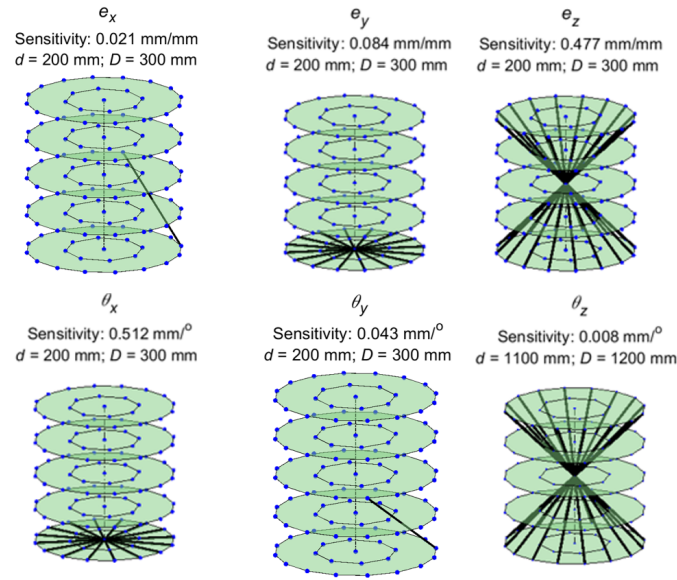 e_x
Sensitivity: 0.021 mm/mm
d = 200 mm; D = 300 mm
e_y
Sensitivity: 0.084 mm/mm
d = 200 mm; D = 300 mm
e_z
Sensitivity: 0.477 mm/mm
d = 200 mm; D = 300 mm
θ_x
Sensitivity: 0.512 mm/°
d = 200 mm; D = 300 mm
θ_y
Sensitivity: 0.043 mm/°
d = 200 mm; D = 300 mm
θ_z
Sensitivity: 0.008 mm/°
d = 1100 mm; D = 1200 mm